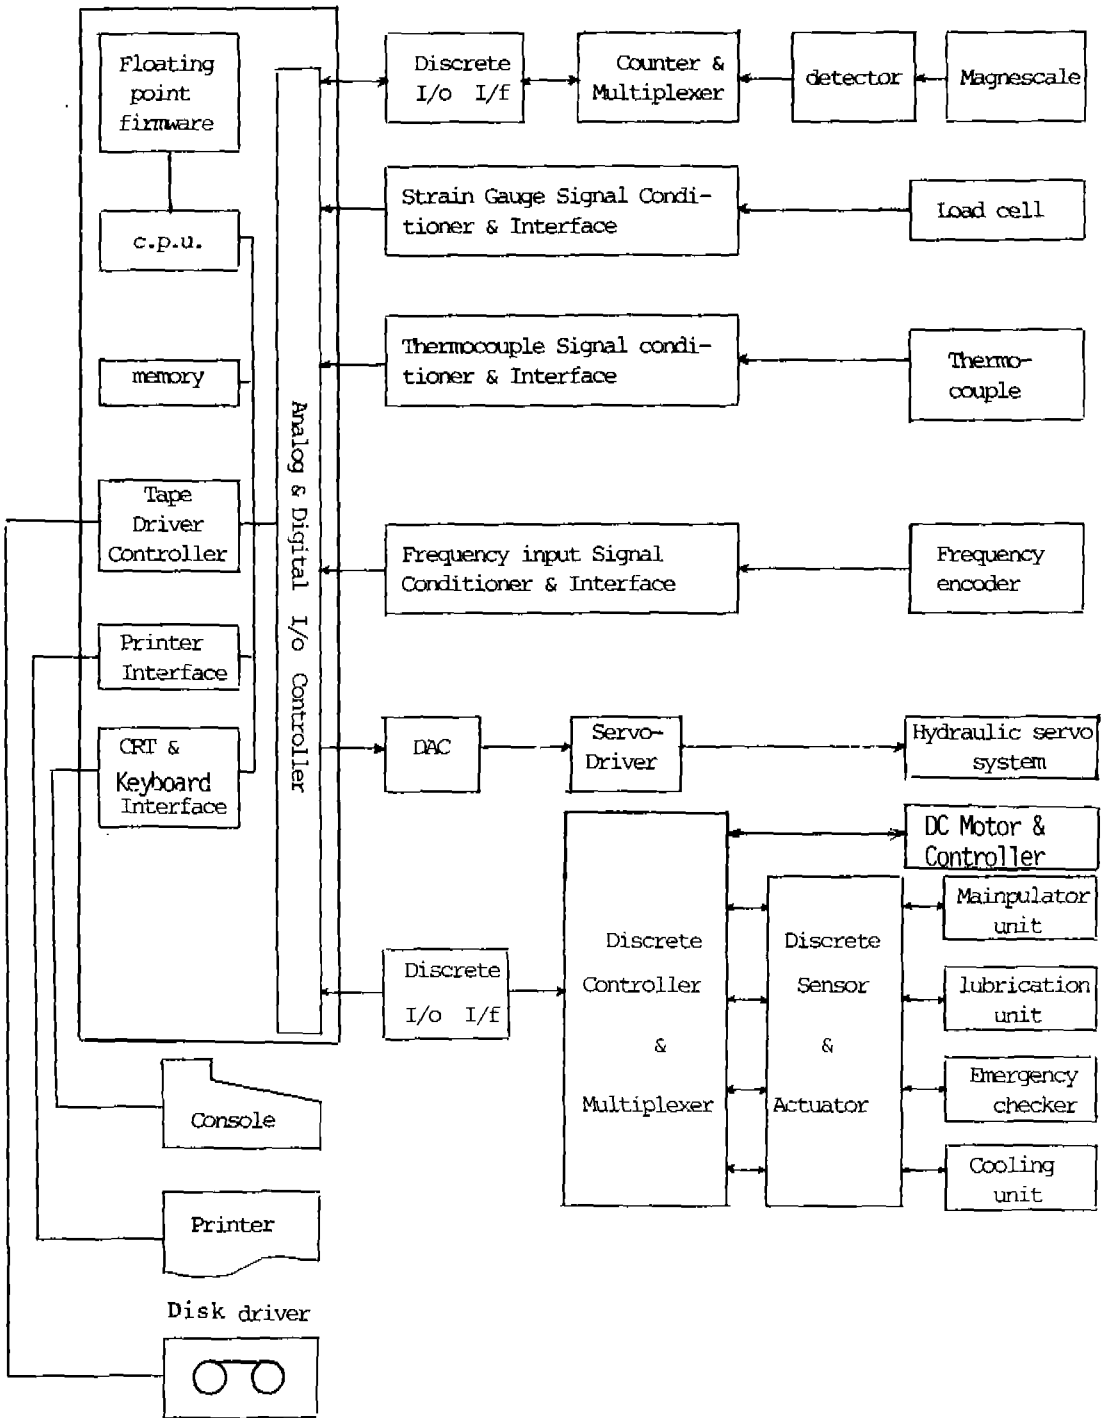 Floating
point
firmware
c.p.u.
memory
Tape
Driver
Controller
Printer
Interface
CRT &
Keyboard
Interface
Analog & Digital I/o Controller
Discrete
I/o I/f
Counter &
Multiplexer
detector
Magnescale
Strain Gauge Signal Condi-
tioner & Interface
Load cell
Thermocouple Signal condi-
tioner & Interface
Thermo-
couple
Frequency input Signal
Conditioner & Interface
Frequency
encoder
DAC
Servo-
Driver
Hydraulic servo
system
Discrete
I/o I/f
Discrete
Controller
&
Multiplexer
Discrete
Sensor
&
Actuator
DC Motor &
Controller
Mainpulator
unit
lubrication
unit
Emergency
checker
Cooling
unit
Console
Printer
Disk driver